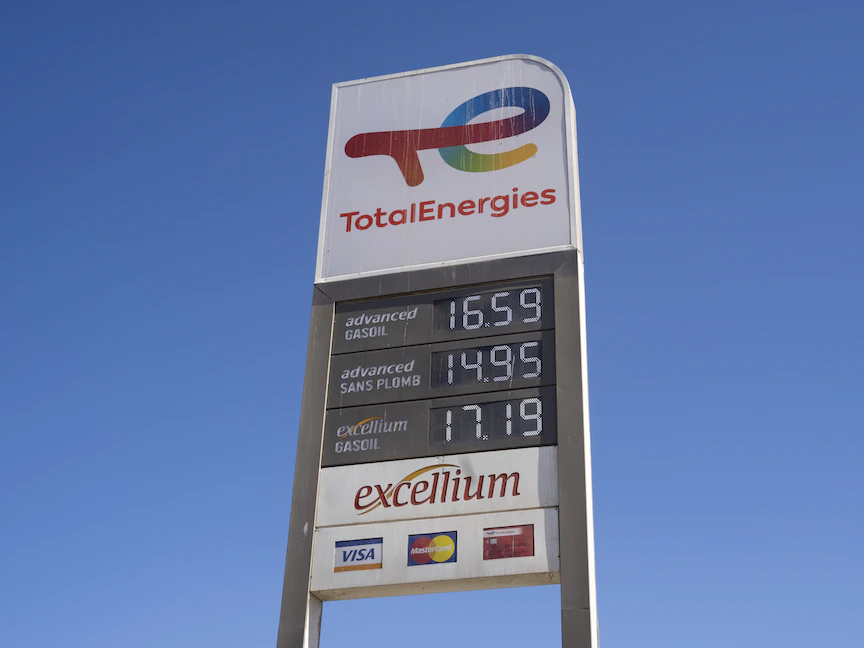 TotalEnergies
advanced 16.59
GASOIL
advanced 14.95
SANS PLOMB
excellium 17.19
GASOIL
excellium
VISA MasterCard